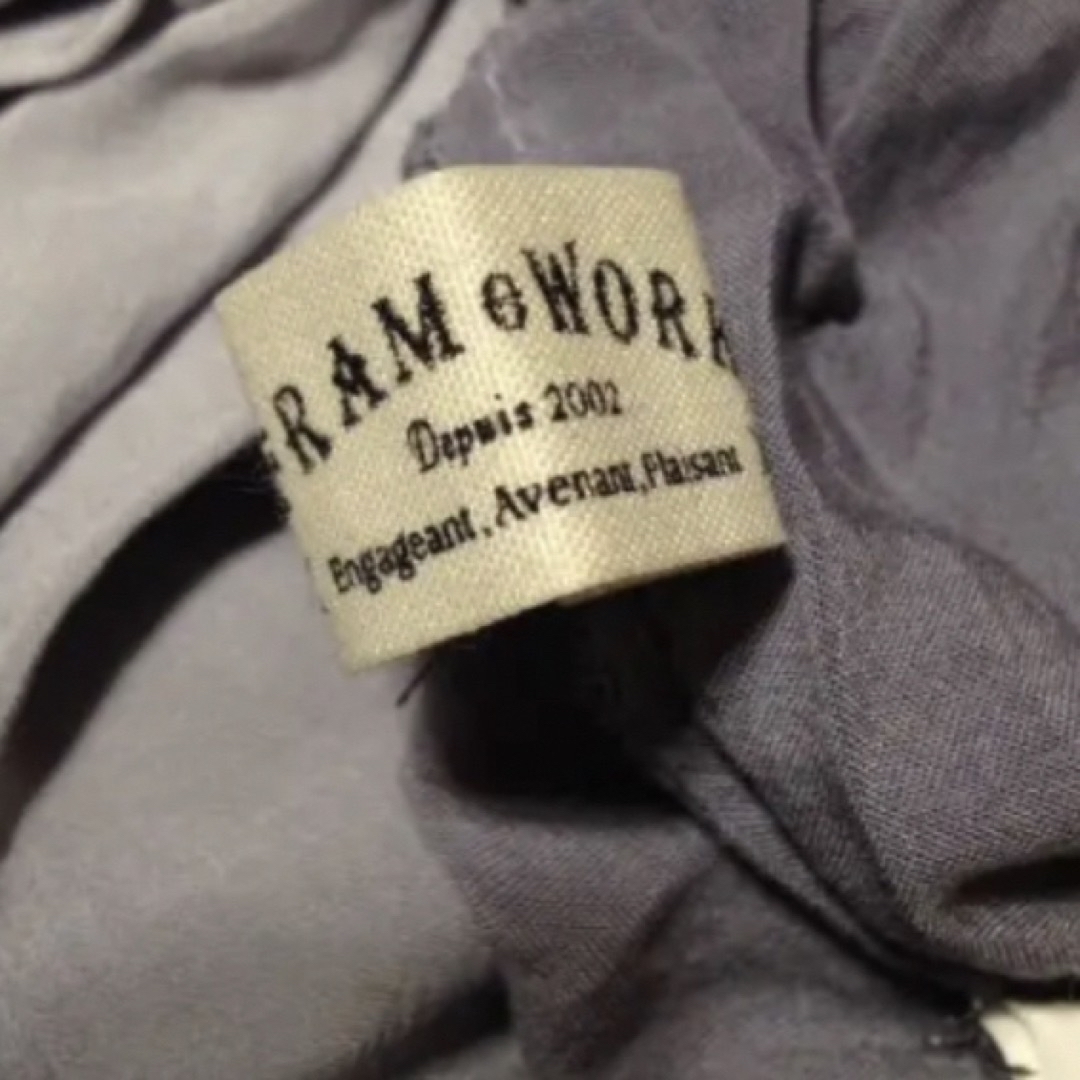 FRAMeWORK
Depuis 2002
Engageant, Avenant, Plaisant